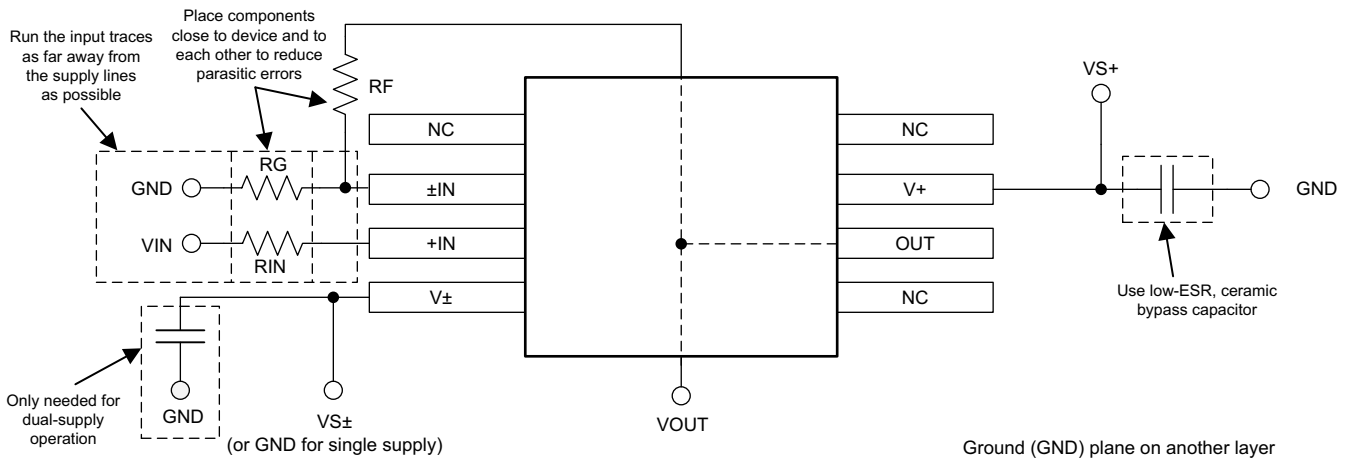 Place components
close to device and to
each other to reduce
parasitic errors
Run the input traces
as far away from
the supply lines
as possible
RF
VS+
NC
NC
RG
GND
±IN
V+
GND
VIN
+IN
OUT
RIN
V±
NC
Use low-ESR, ceramic
bypass capacitor
Only needed for
dual-supply
operation
GND
VS±
(or GND for single supply)
VOUT
Ground (GND) plane on another layer